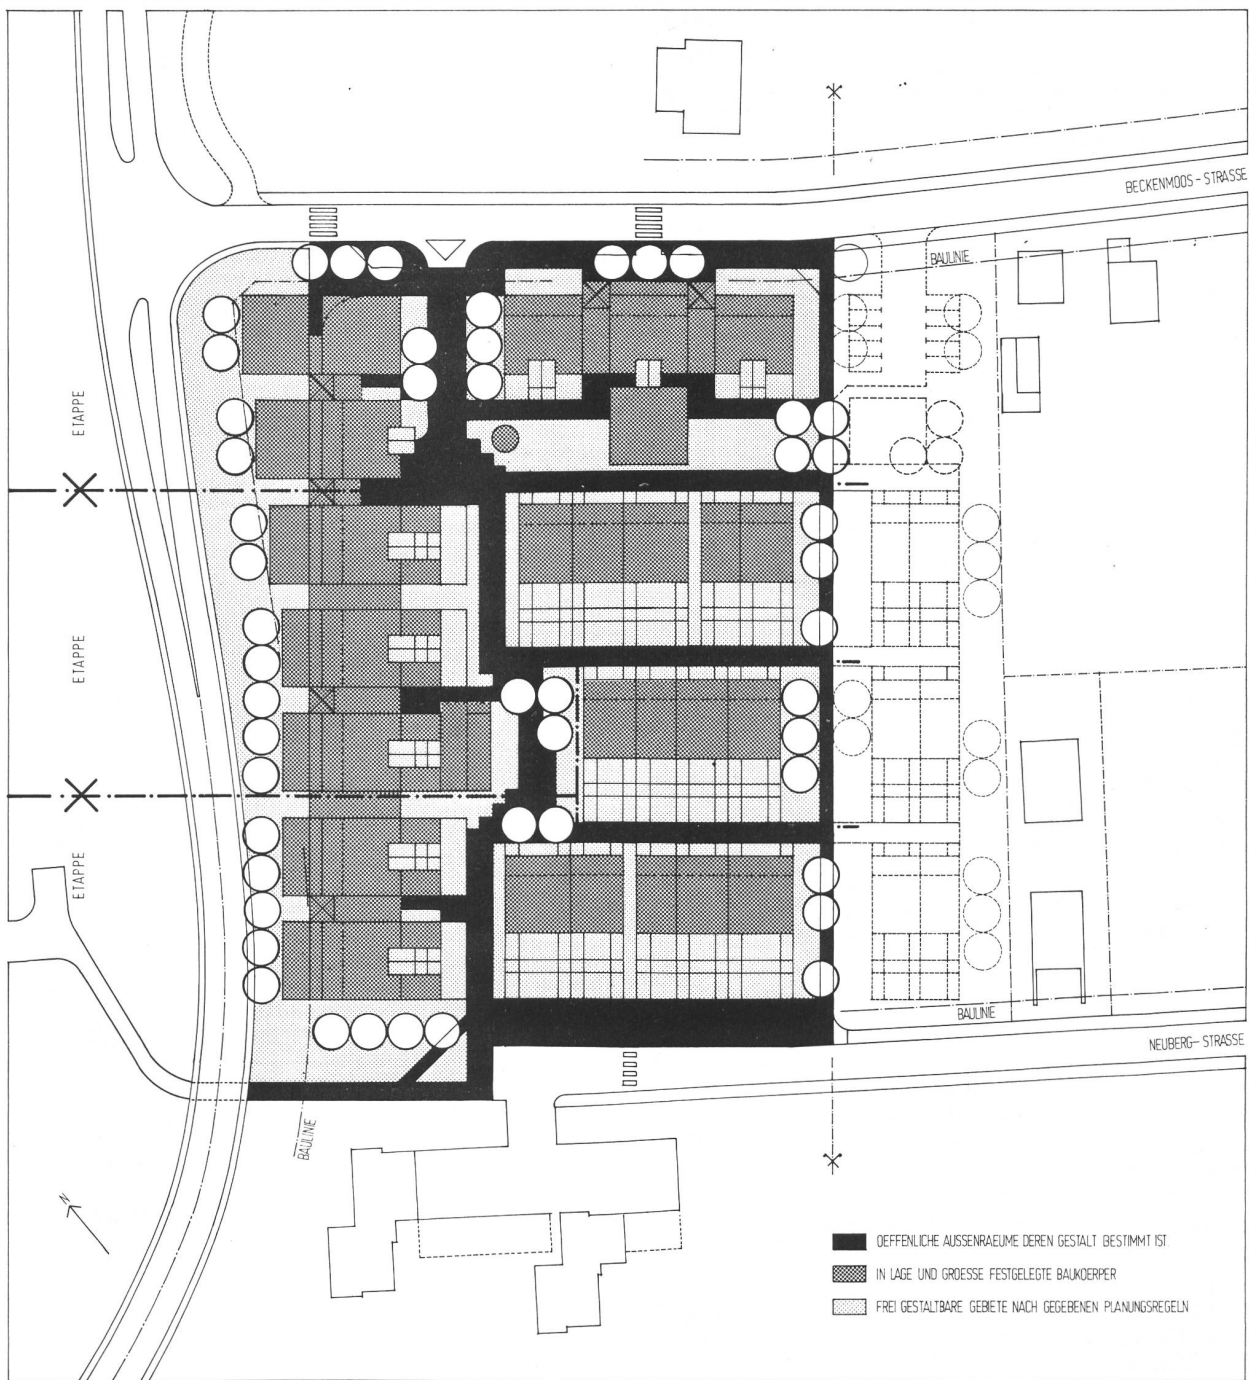 BECKENMOOS-STRASSE
BAULINIE
ETAPPE
ETAPPE
ETAPPE
BAULINIE
NEUBERG-STRASSE
BAULINIE
N
OEFFENLICHE AUSSENRAEUME DEREN GESTALT BESTIMMT IST
IN LAGE UND GROESSE FESTGELEGTE BAUKOERPER
FREI GESTALTBARE GEBIETE NACH GEGEBENEN PLANUNGSREGELN